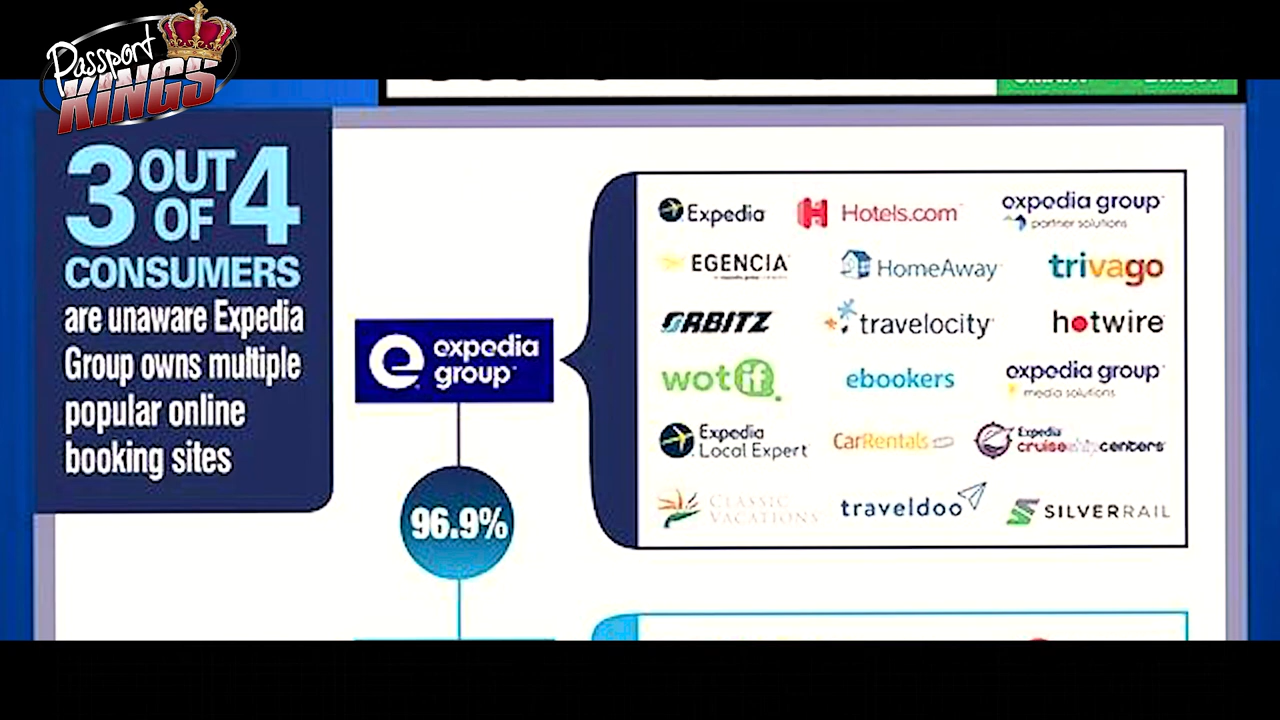 Passport
KINGS
3 OUT OF 4
CONSUMERS
are unaware Expedia
Group owns multiple
popular online
booking sites
expedia
group
96.9%
Expedia
Hotels.com
expedia group
partner solutions
EGENCIA
HomeAway
trivago
ORBITZ
travelocity
hotwire
wotif
ebookers
expedia group
media solutions
Expedia
Local Expert
CarRentals
Expedia
cruiseshipcenters
CLASSIC
VACATIONS
traveldoo
SILVERRAIL